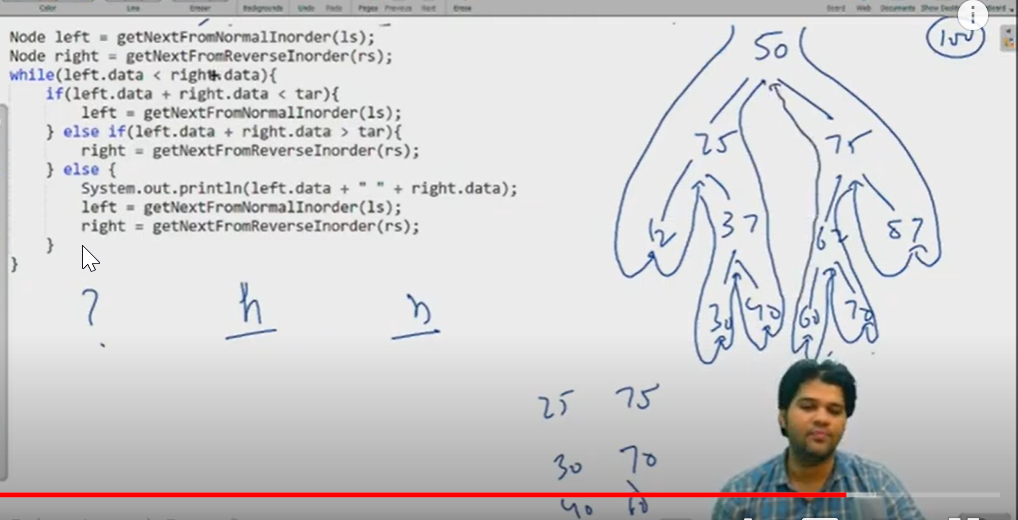 Color Line Eraser Backgrounds Undo Redo Pages Previous Next Erase Board Web Documents
Node left = getNextFromNormalInorder(ls);
Node right = getNextFromReverseInorder(rs);
while(left.data < right.data){
if(left.data + right.data < tar){
left = getNextFromNormalInorder(ls);
} else if(left.data + right.data > tar){
right = getNextFromReverseInorder(rs);
} else {
System.out.println(left.data + " " + right.data);
left = getNextFromNormalInorder(ls);
right = getNextFromReverseInorder(rs);
}
}
? h n
100
50
25 75
12 37 62 87
30 40 60 70
25 75
30 70
40 60